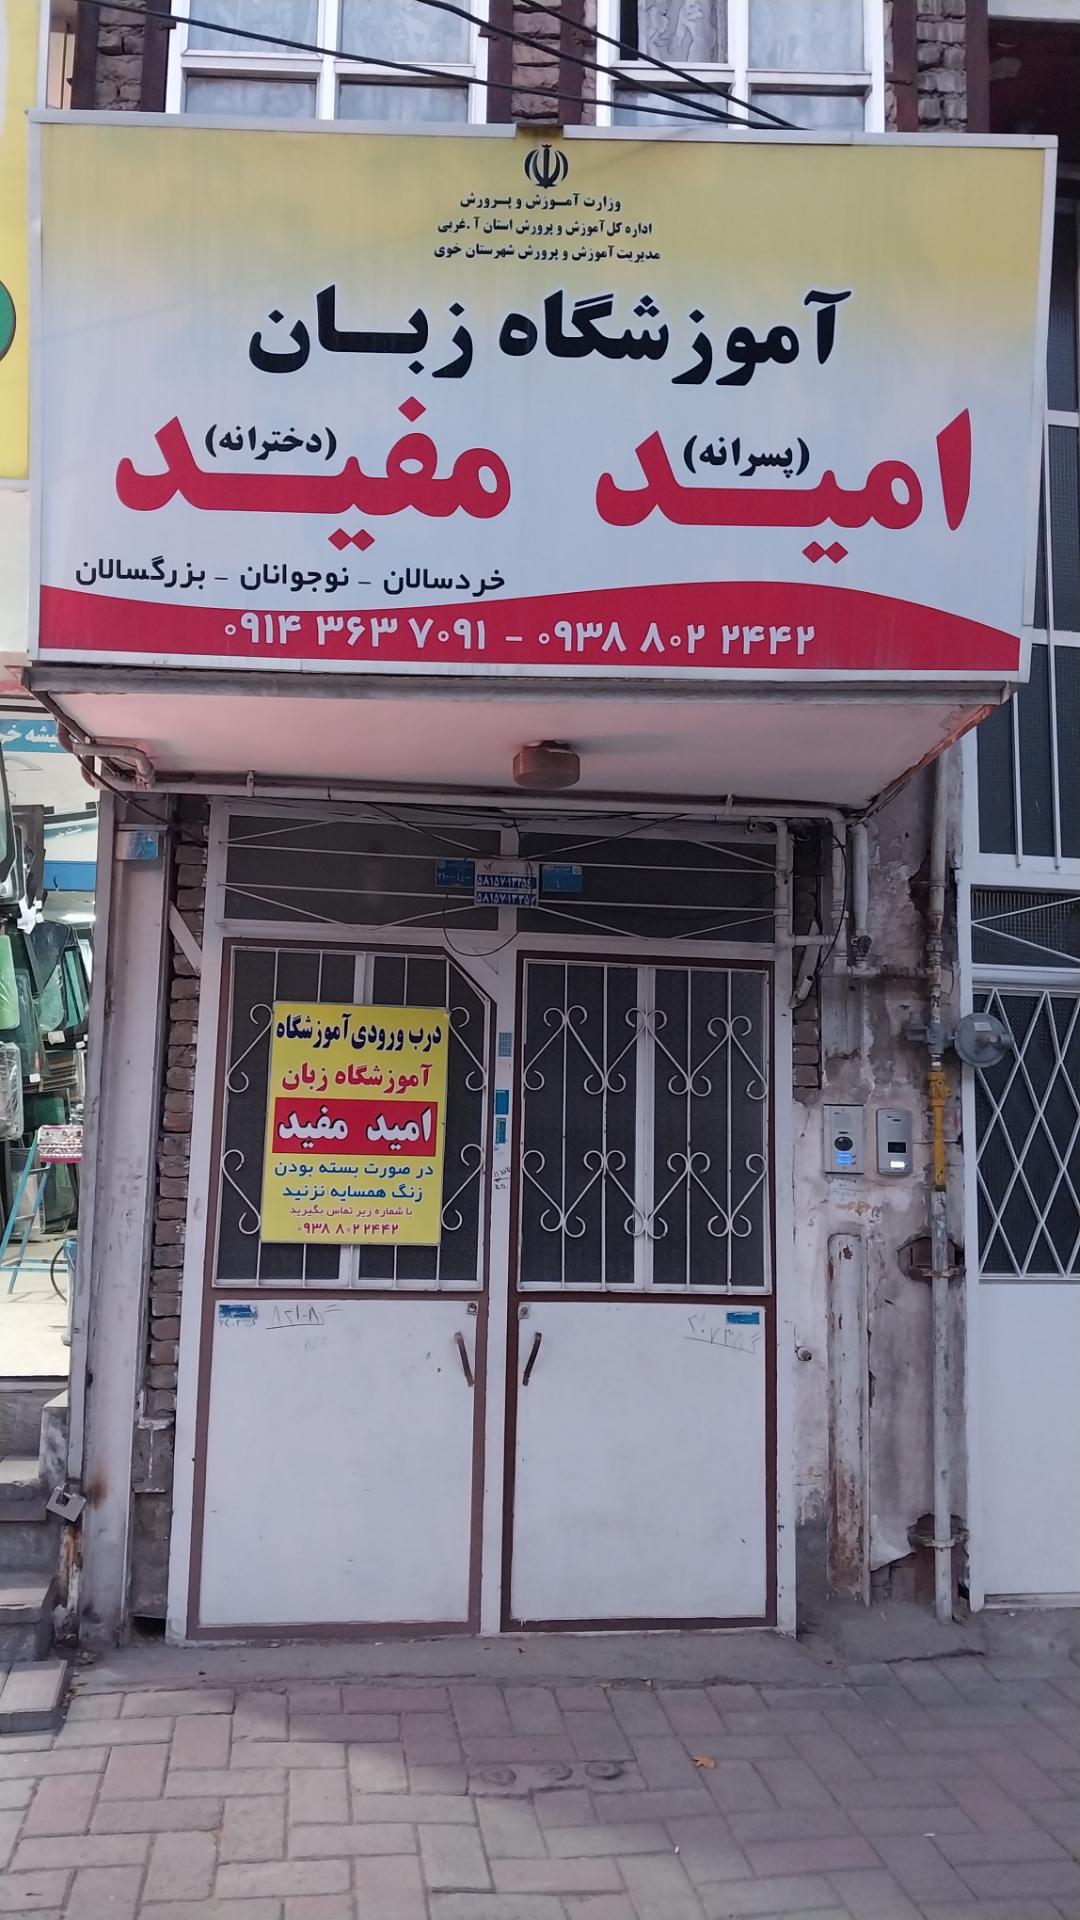 وزارت آموزش و پرورش
اداره کل آموزش و پرورش استان آ.غربی
مدیریت آموزش و پرورش شهرستان خوی
آموزشگاه زبان
امید (پسرانه) مفید (دخترانه)
خردسالان - نوجوانان - بزرگسالان
۰۹۱۴ ۳۶۳ ۷۰۹۱ - ۰۹۳۸ ۸۰۲ ۲۴۴۲
درب ورودی آموزشگاه
آموزشگاه زبان
امید مفید
در صورت بسته بودن
زنگ همسایه نزنید
با شماره زیر تماس بگیرید
۰۹۳۸ ۸۰۲ ۲۴۴۲